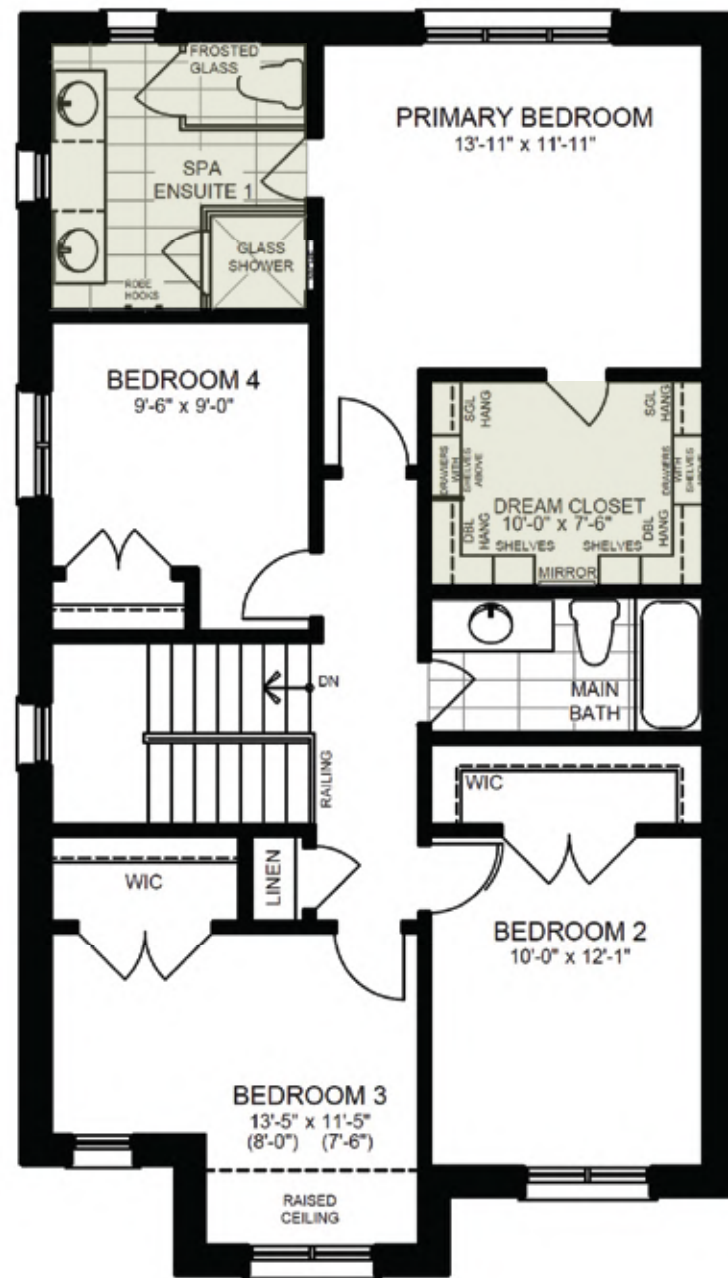 FROSTED
GLASS
SPA
ENSUITE 1
GLASS
SHOWER
ROBE
HOOKS
PRIMARY BEDROOM
13'-11" x 11'-11"
BEDROOM 4
9'-6" x 9'-0"
SGL
HANG
SGL
HANG
DRAWERS
WITH
SHELVES
ABOVE
DRAWERS
WITH
SHELVES
ABOVE
DREAM CLOSET
10'-0" x 7'-6"
DBL
HANG
SHELVES
SHELVES
DBL
HANG
MIRROR
DN
RAILING
MAIN
BATH
WIC
WIC
LINEN
BEDROOM 2
10'-0" x 12'-1"
BEDROOM 3
13'-5" x 11'-5"
(8'-0") (7'-6")
RAISED
CEILING